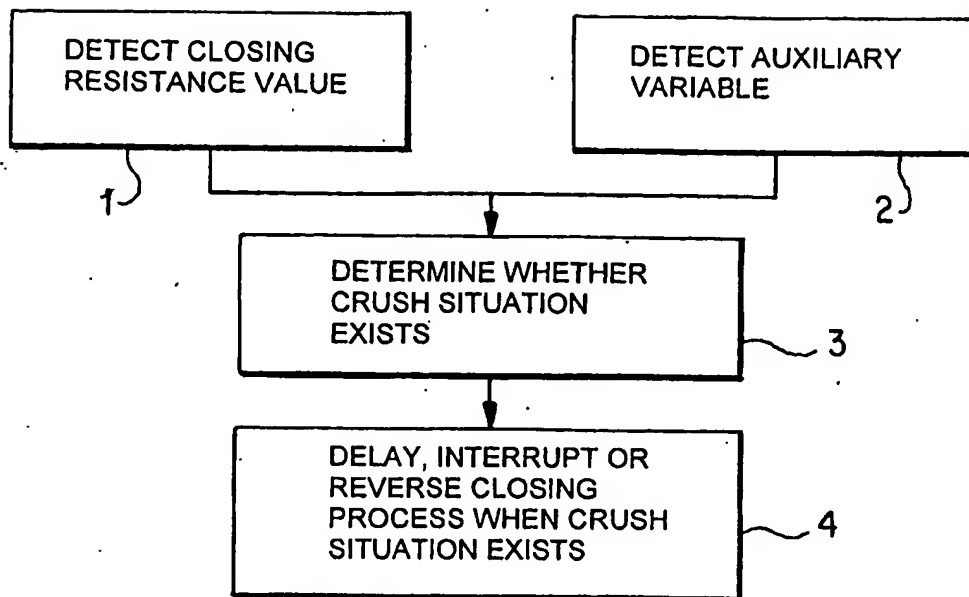 DETECT CLOSING
RESISTANCE VALUE
1
DETECT AUXILIARY
VARIABLE
2
DETERMINE WHETHER
CRUSH SITUATION
EXISTS
3
DELAY, INTERRUPT OR
REVERSE CLOSING
PROCESS WHEN CRUSH
SITUATION EXISTS
4